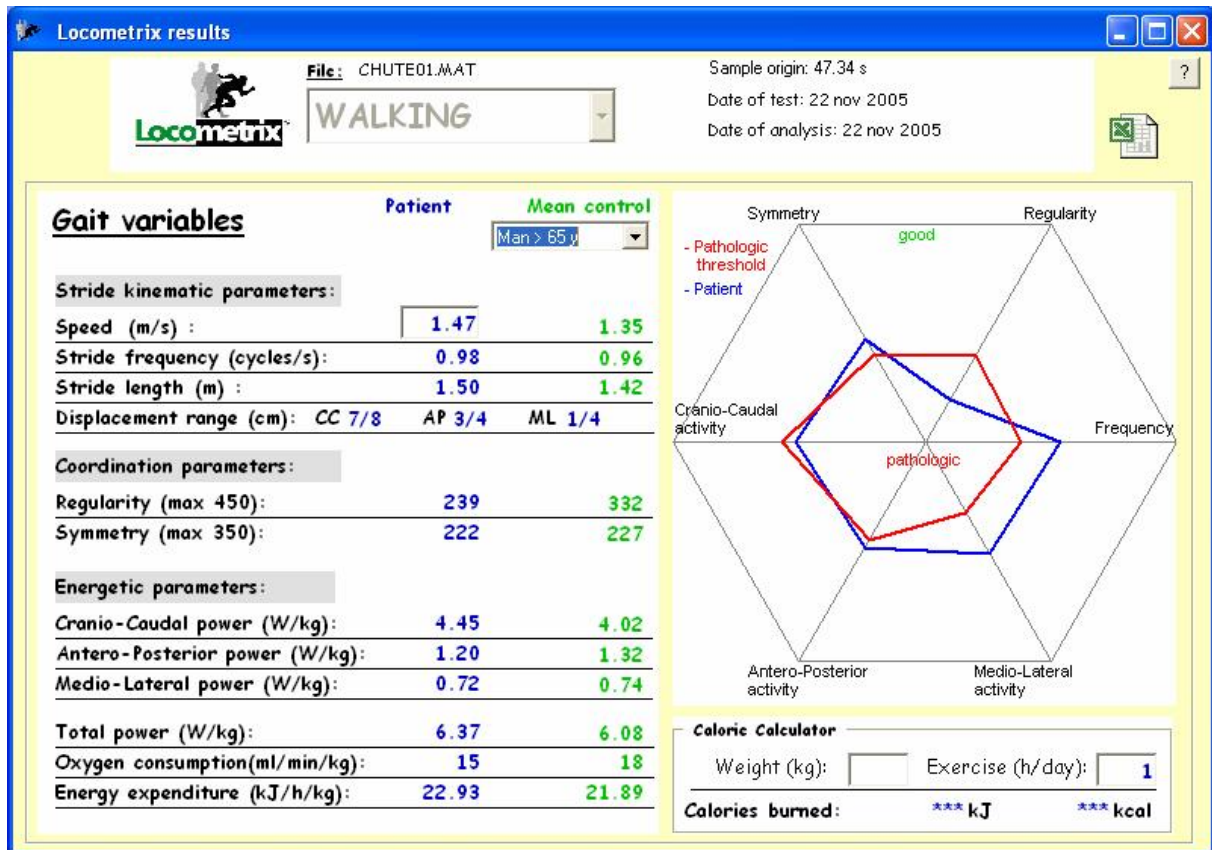 Locometrix results
?
Locometrix
File: CHUTE01.MAT
WALKING
Sample origin: 47.34 s
Date of test: 22 nov 2005
Date of analysis: 22 nov 2005
Gait variables
Patient
Mean control
Man > 65 y
Stride kinematic parameters:
Speed (m/s) : 1.47 1.35
Stride frequency (cycles/s): 0.98 0.96
Stride length (m) : 1.50 1.42
Displacement range (cm): CC 7/8 AP 3/4 ML 1/4
Coordination parameters:
Regularity (max 450): 239 332
Symmetry (max 350): 222 227
Energetic parameters:
Cranio-Caudal power (W/kg): 4.45 4.02
Antero-Posterior power (W/kg): 1.20 1.32
Medio-Lateral power (W/kg): 0.72 0.74
Total power (W/kg): 6.37 6.08
Oxygen consumption(ml/min/kg): 15 18
Energy expenditure (kJ/h/kg): 22.93 21.89
Symmetry
Regularity
good
- Pathologic
threshold
- Patient
Cranio-Caudal
activity
Frequency
pathologic
Antero-Posterior
activity
Medio-Lateral
activity
Caloric Calculator
Weight (kg):
Exercise (h/day): 1
Calories burned: *** kJ *** kcal